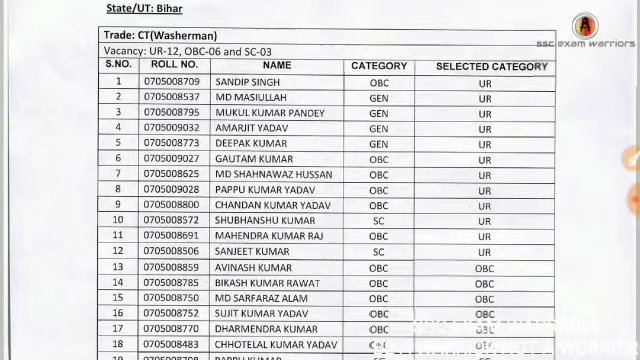 State/UT: Bihar
ssc exam warriors
Trade: CT(Washerman)
Vacancy: UR-12, OBC-06 and SC-03
S.NO. ROLL NO. NAME CATEGORY SELECTED CATEGORY
1 0705008709 SANDIP SINGH OBC UR
2 0705008537 MD MASIULLAH GEN UR
3 0705008795 MUKUL KUMAR PANDEY GEN UR
4 0705009032 AMARJIT YADAV GEN UR
5 0705008773 DEEPAK KUMAR GEN UR
6 0705009027 GAUTAM KUMAR OBC UR
7 0705008625 MD SHAHNAWAZ HUSSAN OBC UR
8 0705009028 PAPPU KUMAR YADAV OBC UR
9 0705008800 CHANDAN KUMAR YADAV OBC UR
10 0705008572 SHUBHANSHU KUMAR SC UR
11 0705008691 MAHENDRA KUMAR RAJ OBC UR
12 0705008506 SANJEET KUMAR SC UR
13 0705008859 AVINASH KUMAR OBC OBC
14 0705008785 BIKASH KUMAR RAWAT OBC OBC
15 0705008750 MD SARFARAZ ALAM OBC OBC
16 0705008752 SUJIT KUMAR YADAV OBC OBC
17 0705008770 DHARMENDRA KUMAR OBC OBC
18 0705008483 CHHOTELAL KUMAR YADAV OBC OBC
SSC EXAM WARRIORS